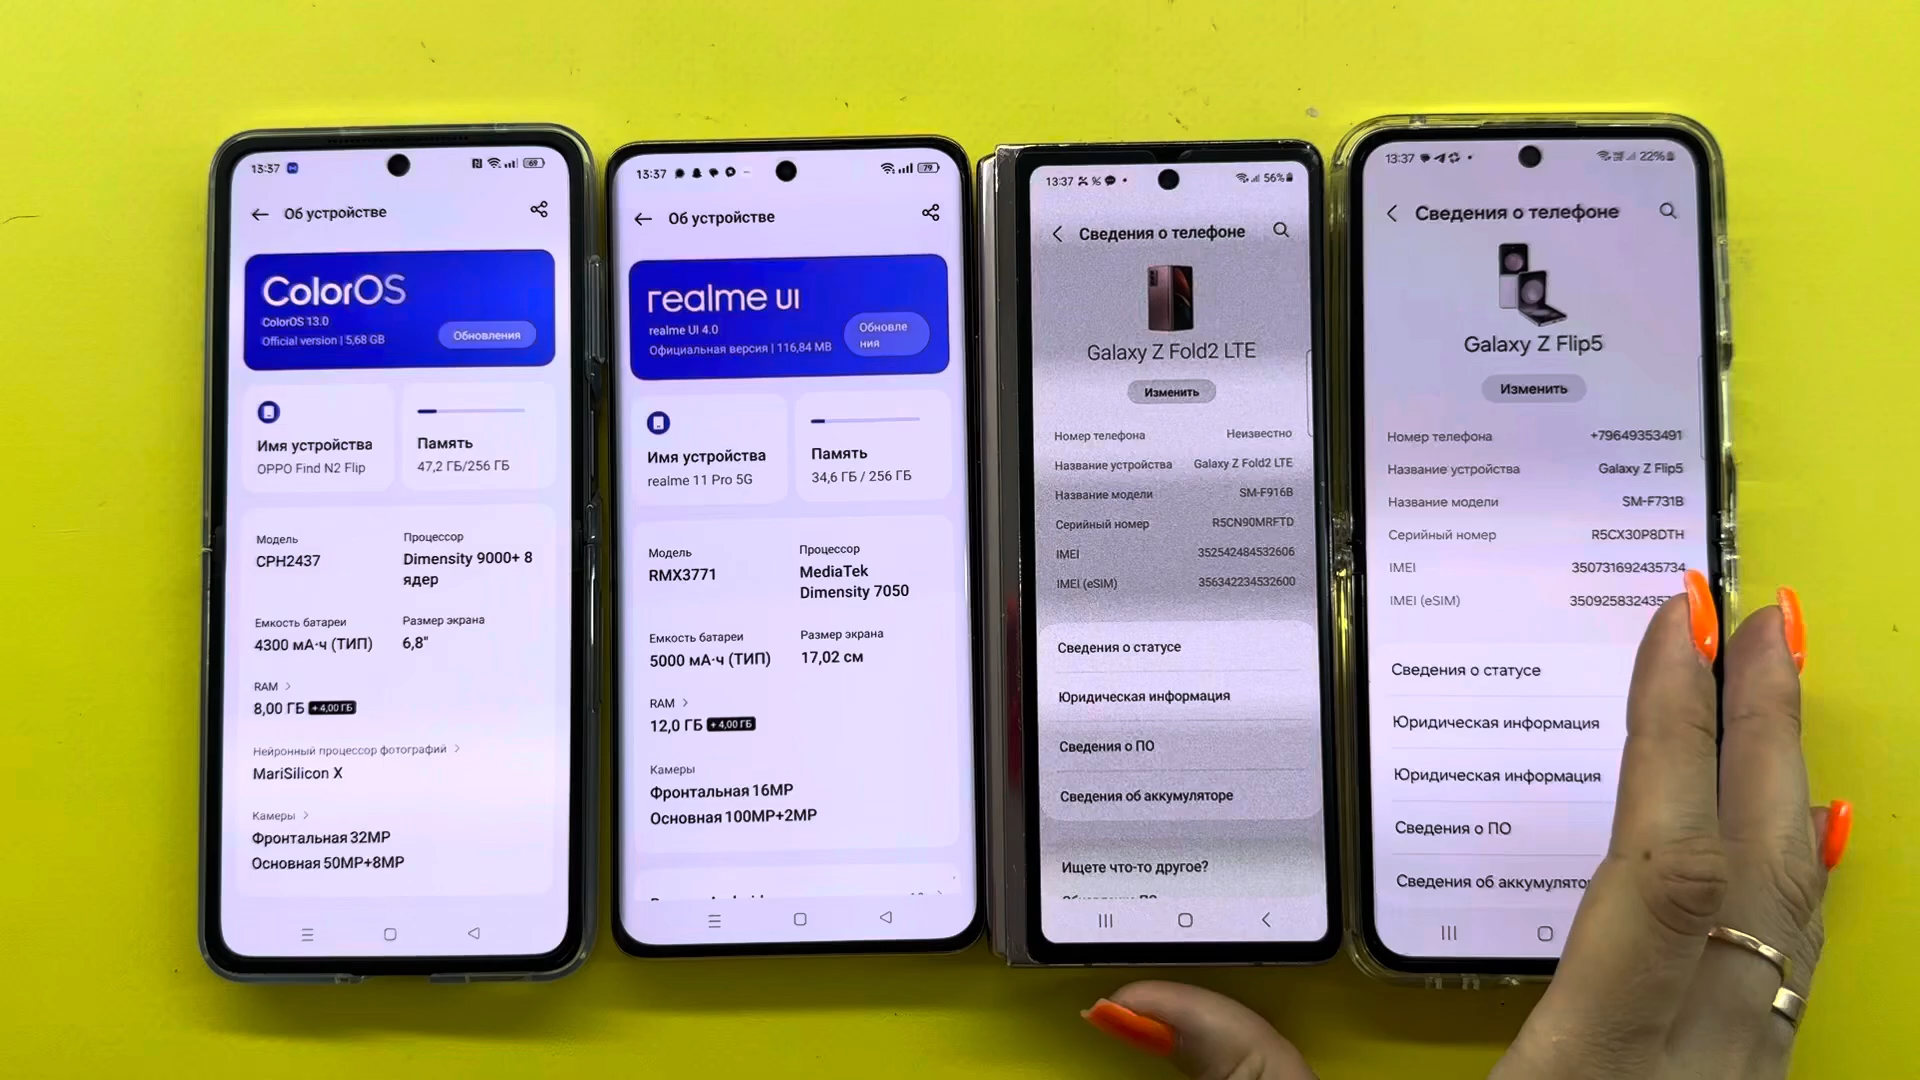 13:37
69
Об устройстве
ColorOS
ColorOS 13.0
Official version | 5,68 GB
Обновления
Имя устройства
OPPO Find N2 Flip
Память
47,2 ГБ/256 ГБ
Модель
CPH2437
Процессор
Dimensity 9000+ 8
ядер
Емкость батареи
4300 мА·ч (ТИП)
Размер экрана
6,8"
RAM
8,00 ГБ + 4,00 ГБ
Нейронный процессор фотографий
MariSilicon X
Камеры
Фронтальная 32MP
Основная 50MP+8MP
13:37
79
Об устройстве
realme UI
realme UI 4.0
Официальная версия | 116,84 MB
Обновле
ния
Имя устройства
realme 11 Pro 5G
Память
34,6 ГБ / 256 ГБ
Модель
RMX3771
Процессор
MediaTek
Dimensity 7050
Емкость батареи
5000 мА·ч (ТИП)
Размер экрана
17,02 см
RAM
12,0 ГБ + 4,00 ГБ
Камеры
Фронтальная 16MP
Основная 100MP+2MP
13:37
56%
Сведения о телефоне
Galaxy Z Fold2 LTE
Изменить
Номер телефона Неизвестно
Название устройства Galaxy Z Fold2 LTE
Название модели SM-F916B
Серийный номер R5CN90MRFTD
IMEI 352542484532606
IMEI (eSIM) 356342234532600
Сведения о статусе
Юридическая информация
Сведения о ПО
Сведения об аккумуляторе
Ищете что-то другое?
13:37
22%
Сведения о телефоне
Galaxy Z Flip5
Изменить
Номер телефона +79649353491
Название устройства Galaxy Z Flip5
Название модели SM-F731B
Серийный номер R5CX30P8DTH
IMEI 350731692435734
IMEI (eSIM)
Сведения о статусе
Юридическая информация
Юридическая информация
Сведения о ПО
Сведения об